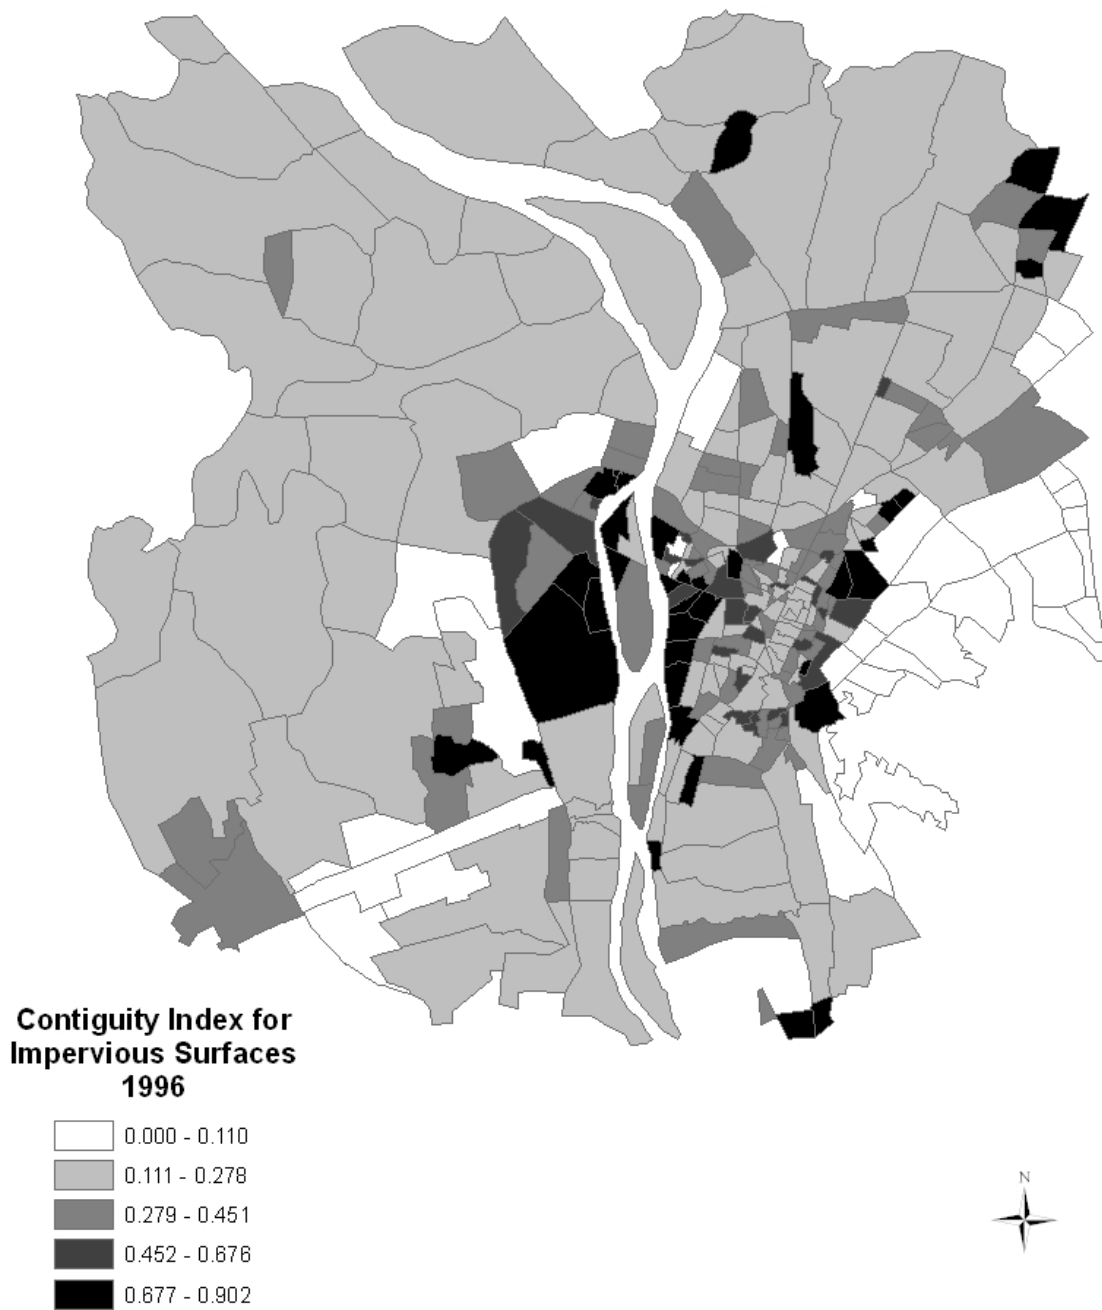 Contiguity Index for
Impervious Surfaces
1996
0.000 - 0.110
0.111 - 0.278
0.279 - 0.451
0.452 - 0.676
0.677 - 0.902
N